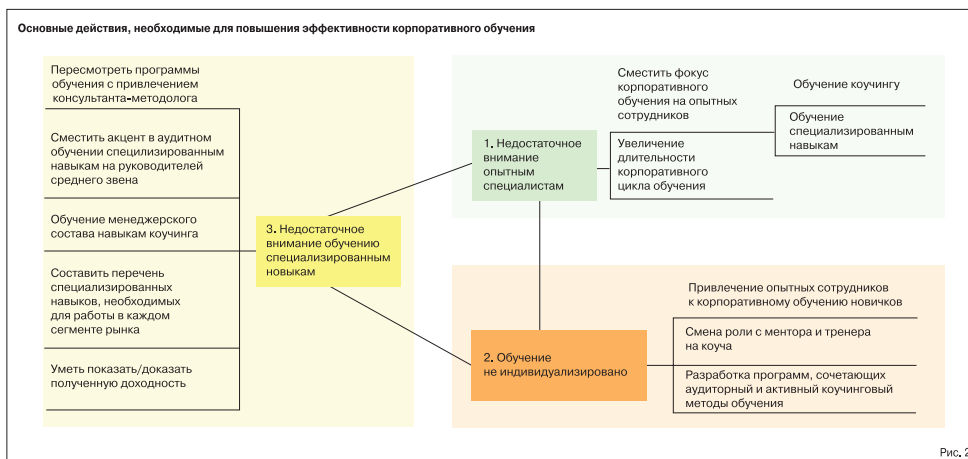 Основные действия, необходимые для повышения эффективности корпоративного обучения
Пересмотреть программы
обучения с привлечением
консультанта-методолога
Сместить акцент в аудитном
обучении специлизированным
навыкам на руководителей
среднего звена
Обучение менеджерского
состава навыкам коучинга
Составить перечень
специализированных
навыков, необходимых
для работы в каждом
сегменте рынка
Уметь показать/доказать
полученную доходность
3. Недостаточное
внимание обучению
специализированным
новыкам
1. Недостаточное
внимание
опытным
специалистам
Сместить фокус
корпоративного
обучения на опытных
сотрудников
Увеличение
длительности
корпоративного
цикла обучения
Обучение коучингу
Обучение
специализированным
навыкам
2. Обучение
не индивидуализировано
Привлечение опытных сотрудников
к корпоративному обучению новичков
Смена роли с ментора и тренера
на коуча
Разработка программ, сочетающих
аудиторный и активный коучинговый
методы обучения
Рис. 2